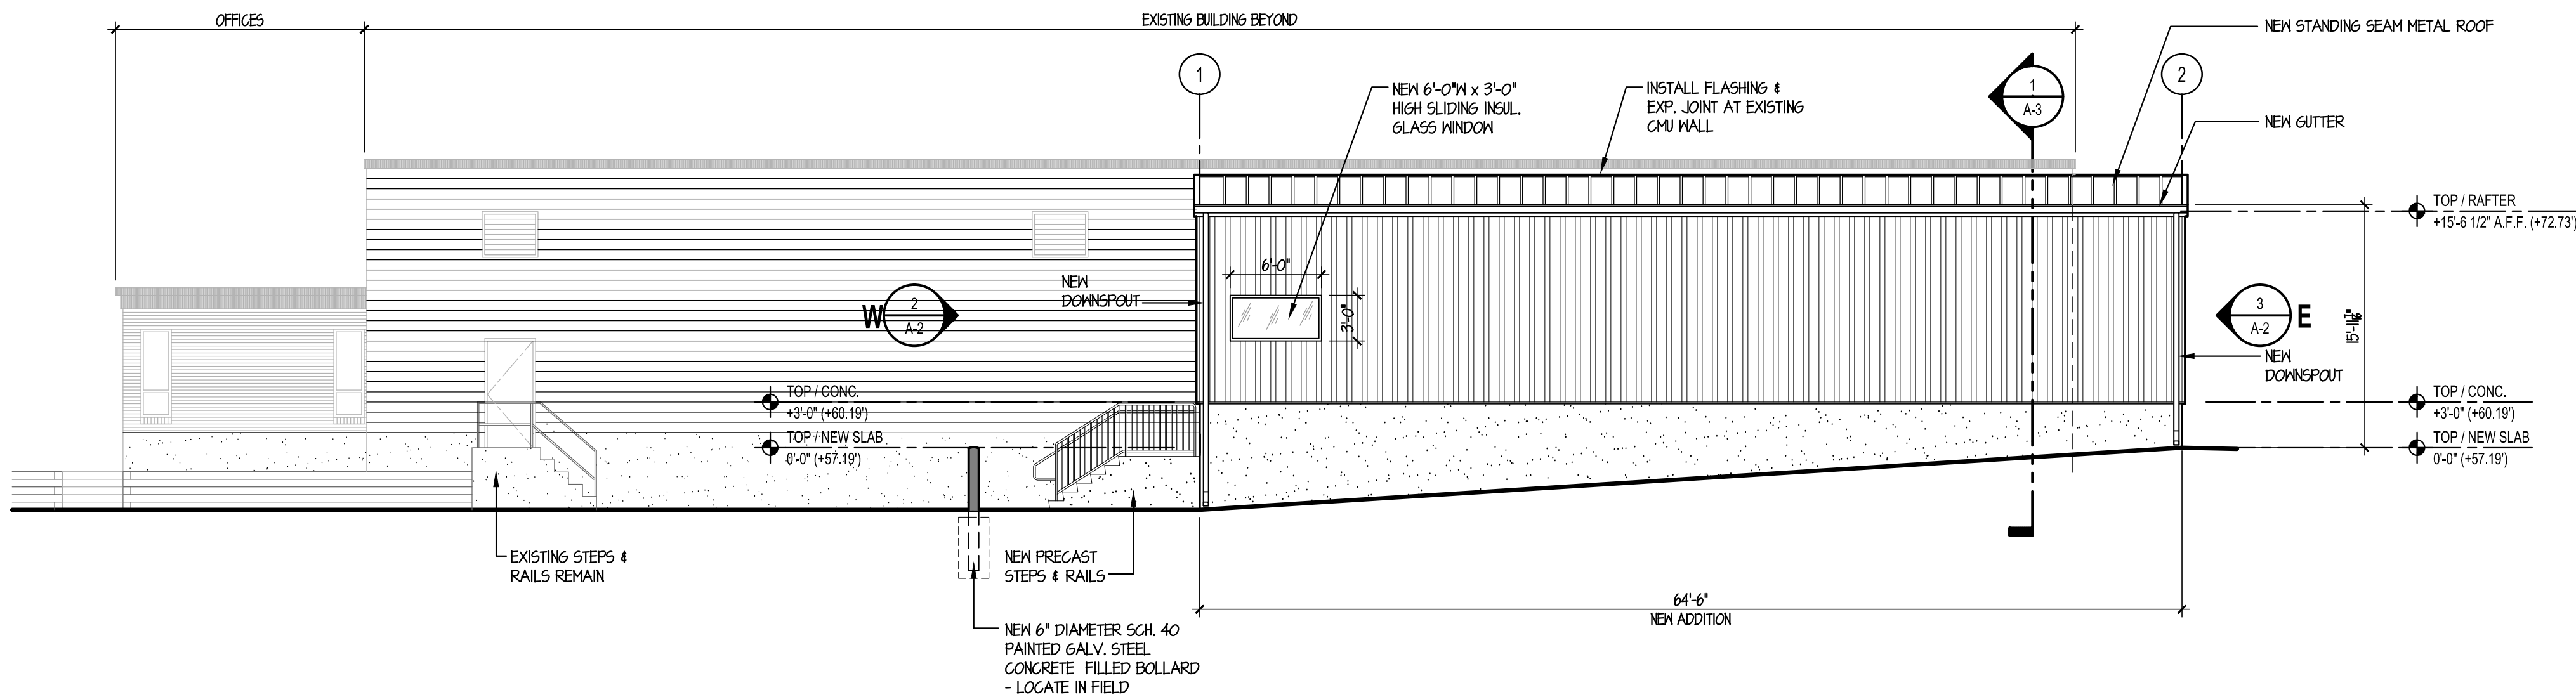 OFFICES
EXISTING BUILDING BEYOND
NEW STANDING SEAM METAL ROOF
1
2
NEW 6'-0"W x 3'-0"
HIGH SLIDING INSUL.
GLASS WINDOW
INSTALL FLASHING &
EXP. JOINT AT EXISTING
CMU WALL
1
A-3
NEW GUTTER
TOP / RAFTER
+15'-6 1/2" A.F.F. (+72.73')
6'-0"
3'-0"
NEW
DOWNSPOUT
W
2
A-2
3
A-2
E
15'-11 7/16"
NEW
DOWNSPOUT
TOP / CONC.
+3'-0" (+60.19')
TOP / NEW SLAB
0'-0" (+57.19')
TOP / CONC.
+3'-0" (+60.19')
TOP / NEW SLAB
0'-0" (+57.19')
EXISTING STEPS &
RAILS REMAIN
NEW PRECAST
STEPS & RAILS
64'-6"
NEW ADDITION
NEW 6" DIAMETER SCH. 40
PAINTED GALV. STEEL
CONCRETE FILLED BOLLARD
- LOCATE IN FIELD